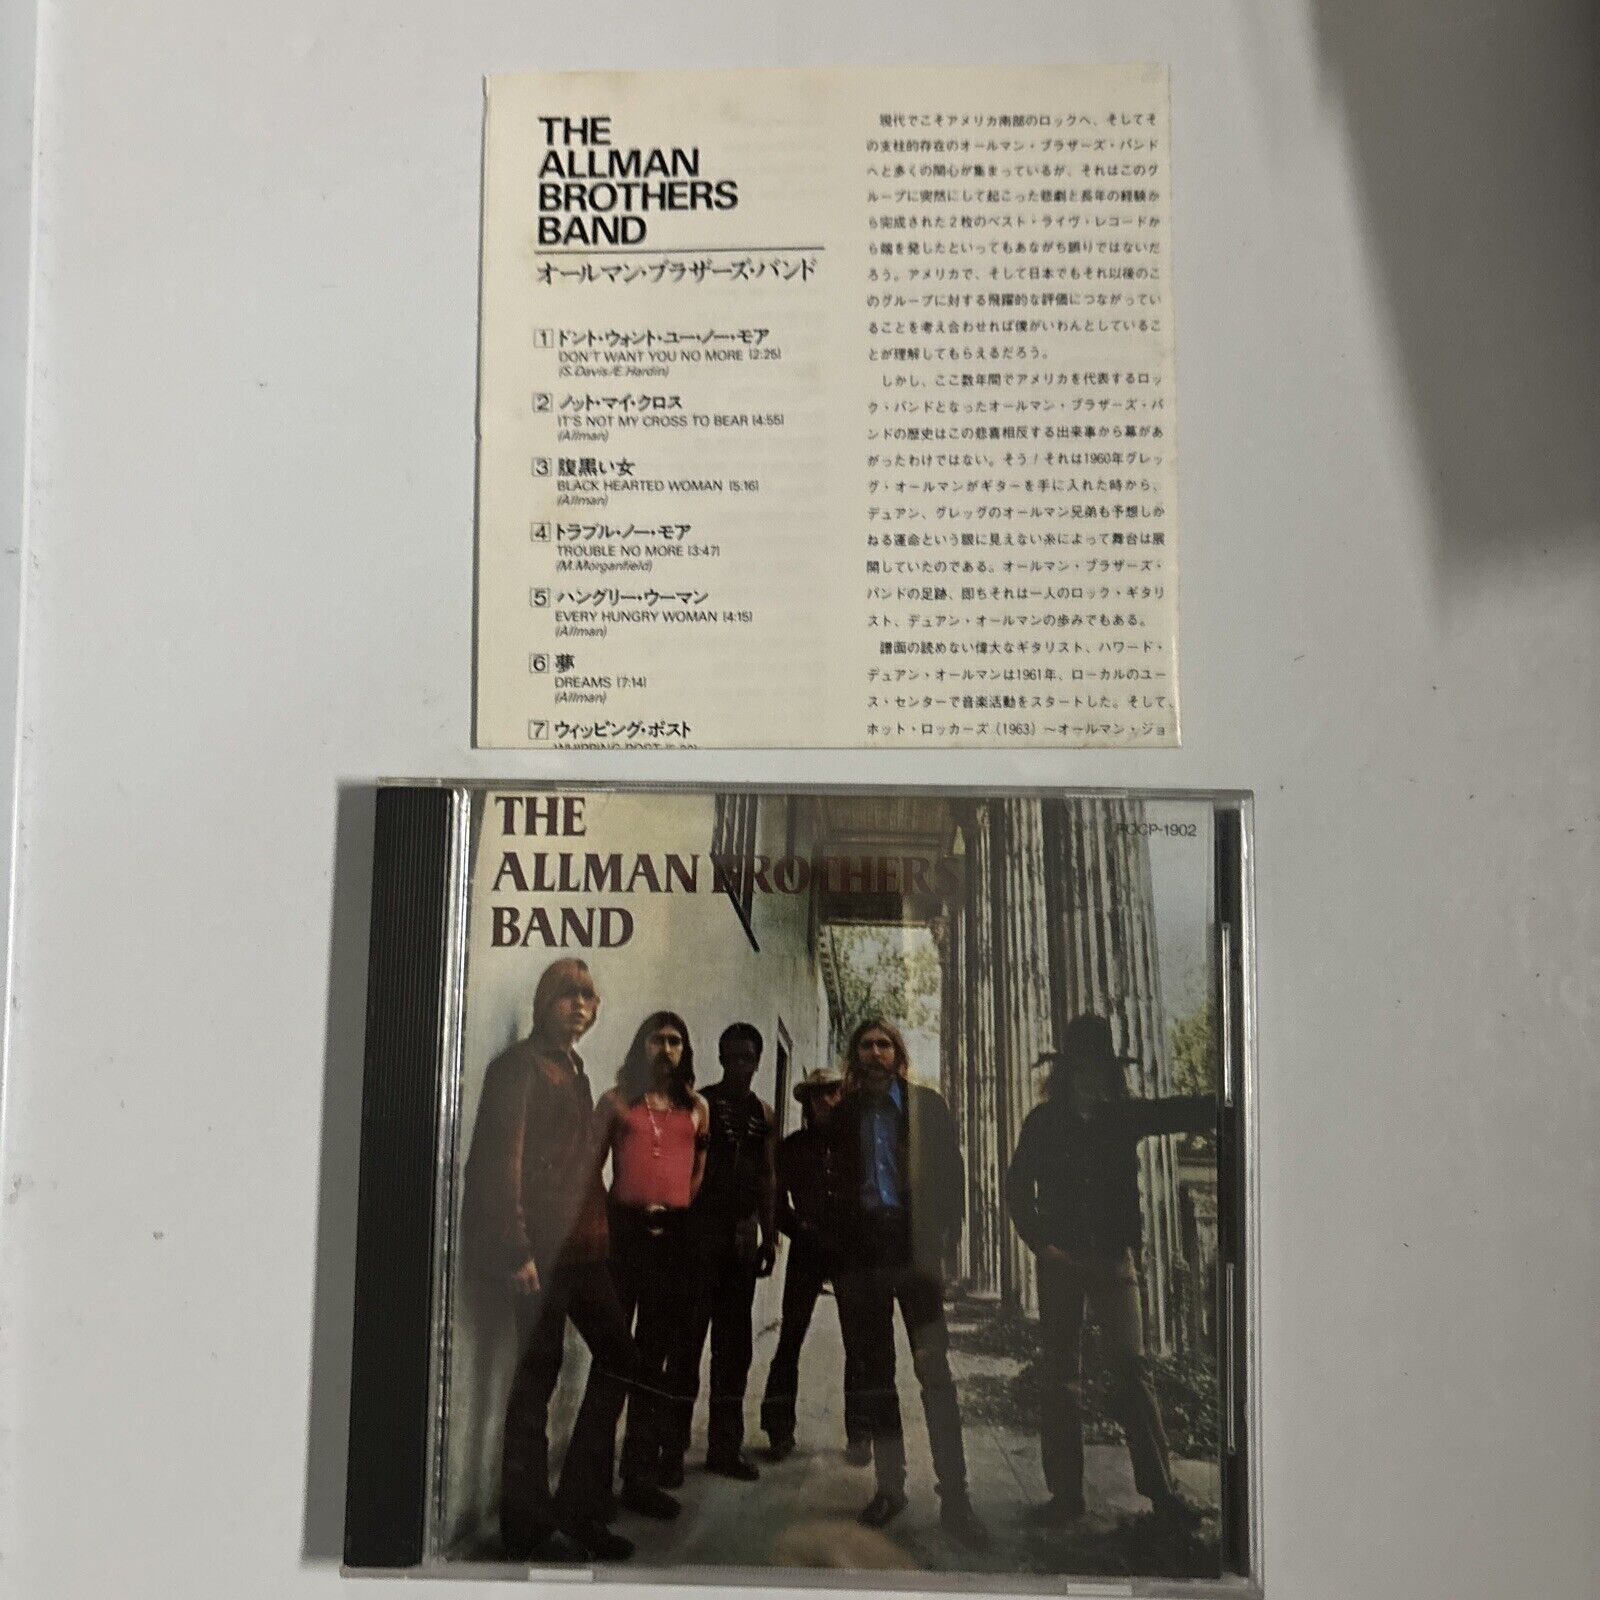 THE
ALLMAN
BROTHERS
BAND
オールマン・ブラザーズ・バンド
1 ドント・ウォント・ユー・ノー・モア
DON'T WANT YOU NO MORE [2:25]
(S.Davis/E.Hardin)
2 ノット・マイ・クロス
IT'S NOT MY CROSS TO BEAR [4:55]
(Allman)
3 腹黒い女
BLACK HEARTED WOMAN [5:16]
(Allman)
4 トラブル・ノー・モア
TROUBLE NO MORE [3:47]
(M.Morganfield)
5 ハングリー・ウーマン
EVERY HUNGRY WOMAN [4:15]
(Allman)
6 夢
DREAMS [7:14]
(Allman)
7 ウィッピング・ポスト
現代でこそアメリカ南部のロックへ、そしてそ
の支柱的存在のオールマン・ブラザーズ・バンド
へと多くの関心が集まっているが、それはこのグ
ループに突然にして起こった悲劇と長年の経験か
ら完成された2枚のベスト・ライヴ・レコードか
ら端を発したといってもあながち誤りではないだ
ろう。アメリカで、そして日本でもそれ以後のこ
のグループに対する飛躍的な評価につながってい
ることを考え合わせれば僕がいわんとしているこ
とが理解してもらえるだろう。
しかし、ここ数年間でアメリカを代表するロッ
ク・バンドとなったオールマン・ブラザーズ・バ
ンドの歴史はこの悲喜相反する出来事から幕があ
がったわけではない。そう!それは1960年グレッ
グ・オールマンがギターを手に入れた時から、
デュアン、グレッグのオールマン兄弟も予想しか
ねる運命という眼に見えない糸によって舞台は展
開していたのである。オールマン・ブラザーズ・
バンドの足跡、即ちそれは一人のロック・ギタリ
スト、デュアン・オールマンの歩みでもある。
譜面の読めない偉大なギタリスト、ハワード・
デュアン・オールマンは1961年、ローカルのユー
ス・センターで音楽活動をスタートした。そして、
ホット・ロッカーズ (1963) 〜オールマン・ジョ
THE
ALLMAN BROTHERS
BAND
POCP-1902